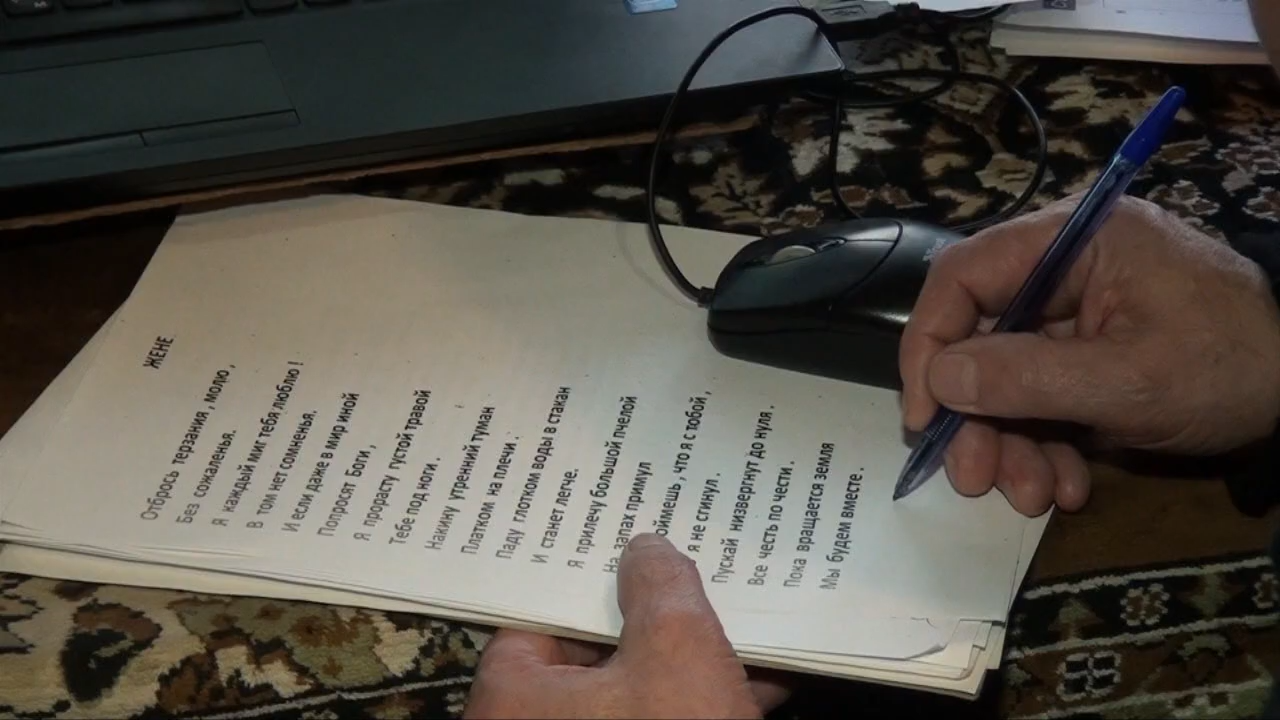 ЖЕНЕ.
Отбрось терзания , молю ,
Без сожаленья.
Я каждый миг тебя люблю !
В том нет сомненья.
И если даже в мир иной
Попросят Боги ,
Я прорасту густой травой
Тебе под ноги .
Накину утренний туман
Платком на плечи .
Паду глотком воды в стакан
И станет легче.
Я прилечу большой пчелой
На запах примул
оймешь , что я с тобой ,
я не сгинул .
Пускай низвергнут до нуля .
Все честь по чести .
Пока вращается земля
Мы будем вместе .